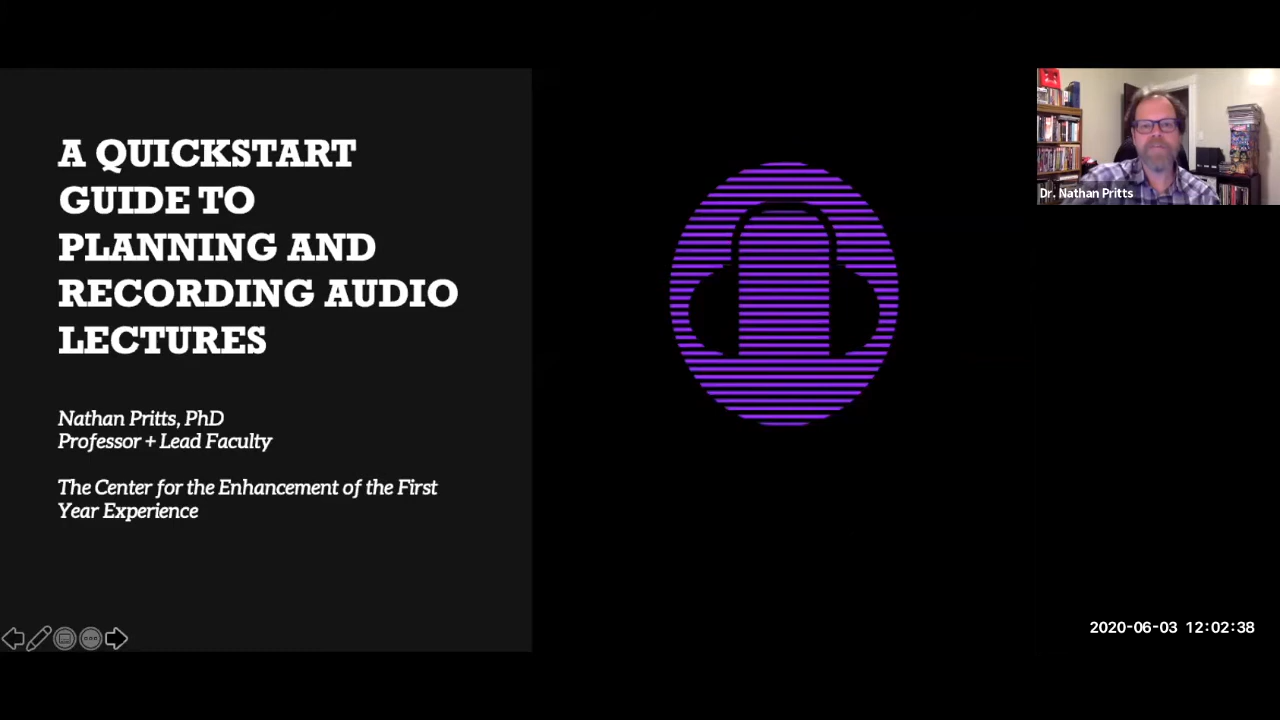 A QUICKSTART
GUIDE TO
PLANNING AND
RECORDING AUDIO
LECTURES
Nathan Pritts, PhD
Professor + Lead Faculty
The Center for the Enhancement of the First
Year Experience
Dr. Nathan Pritts
2020-06-03 12:02:38